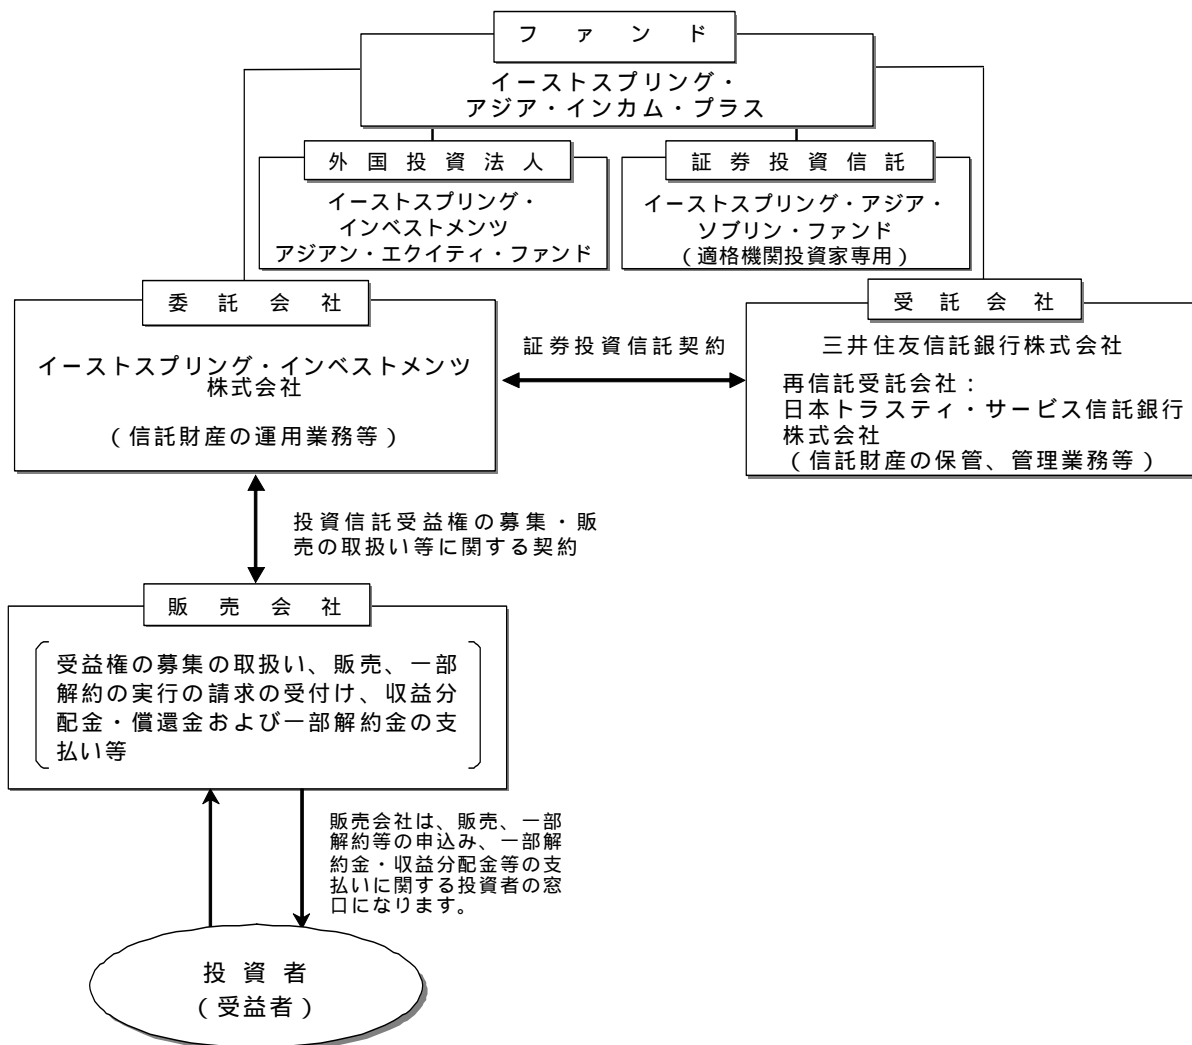 ファンド
イーストスプリング・
アジア・インカム・プラス
外国投資法人
イーストスプリング・
インベストメンツ
アジアン・エクイティ・ファンド
証券投資信託
イーストスプリング・アジア・
ソブリン・ファンド
(適格機関投資家専用)
委託会社
イーストスプリング・インベストメンツ
株式会社
(信託財産の運用業務等)
証券投資信託契約
受託会社
三井住友信託銀行株式会社
再信託受託会社:
日本トラスティ・サービス信託銀行
株式会社
(信託財産の保管、管理業務等)
投資信託受益権の募集・販
売の取扱い等に関する契約
販売会社
受益権の募集の取扱い、販売、一部
解約の実行の請求の受付け、収益分
配金・償還金および一部解約金の支
払い等
販売会社は、販売、一部
解約等の申込み、一部解
約金・収益分配金等の支
払いに関する投資者の窓
口になります。
投資者
(受益者)